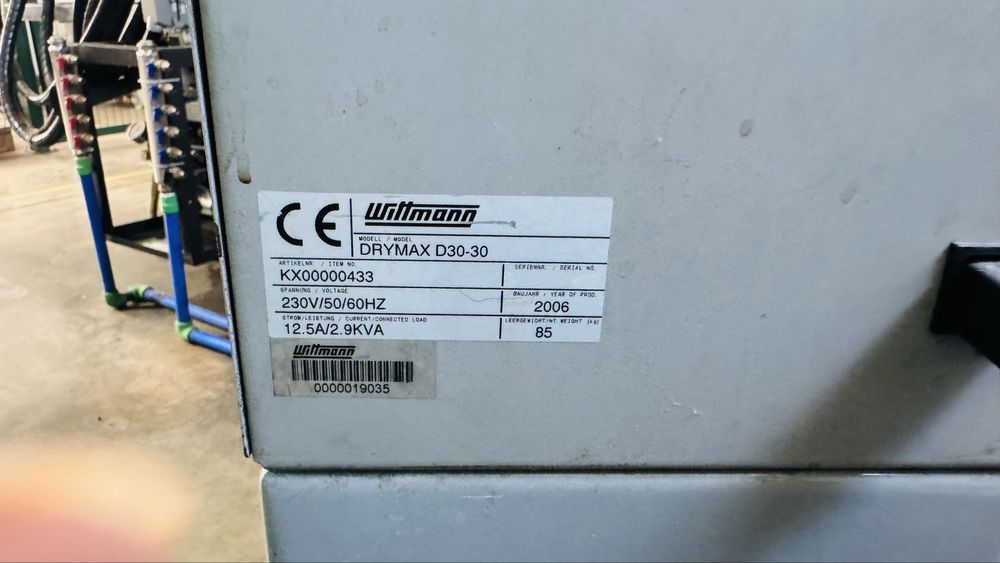 CE
Wittmann
MODELL / MODEL
DRYMAX D30-30
ARTIKELNR. / ITEM NO.
KX00000433
SERIENNR. / SERIAL NO.
SPANNUNG / VOLTAGE
230V/50/60HZ
BAUJAHR / YEAR OF PROD.
2006
STROM/LEISTUNG / CURRENT/CONNECTED LOAD
12.5A/2.9KVA
LEERGEWICHT/NT.WEIGHT (kg)
85
Wittmann
0000019035